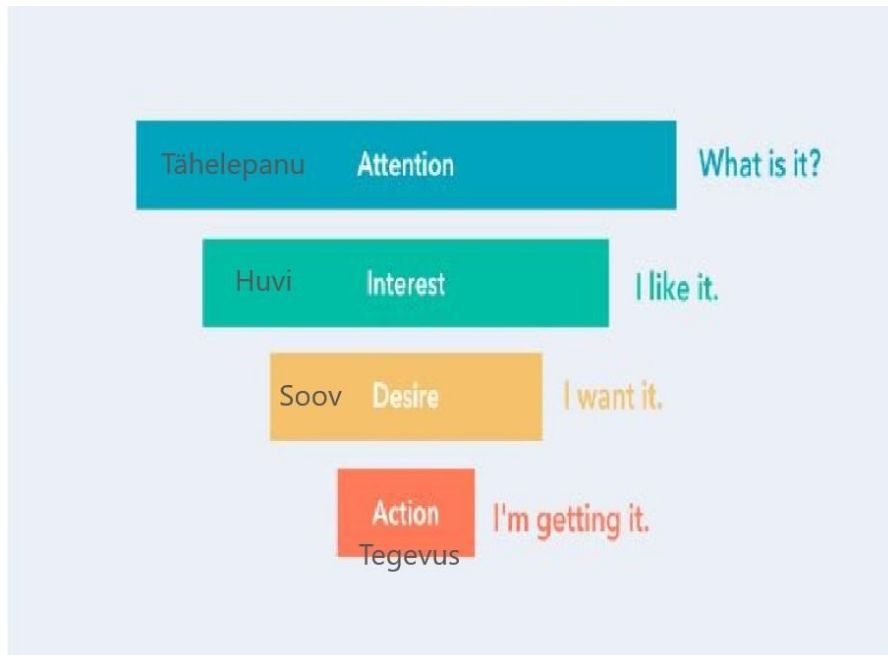 Tähelepanu Attention What is it?
Huvi Interest I like it.
Soov Desire I want it.
Action I'm getting it.
Tegevus